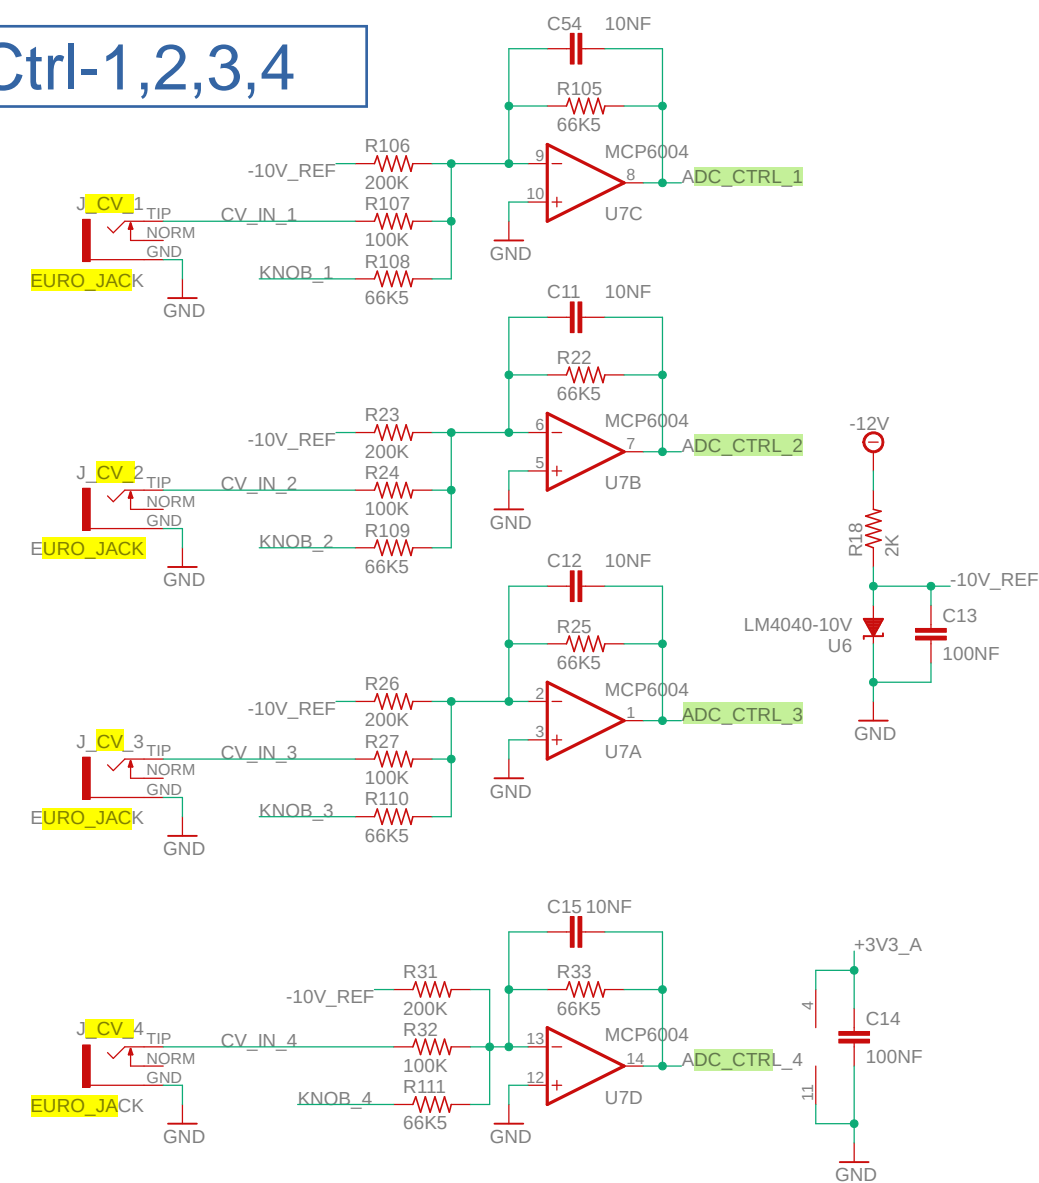 Ctrl-1,2,3,4
C54 10NF
R105
66K5
R106
-10V_REF
200K
9
MCP6004
8
ADC_CTRL_1
10
U7C
GND
J_CV_1
TIP
NORM
GND
CV_IN_1
R107
100K
EURO_JACK
GND
KNOB_1
R108
66K5
C11 10NF
R22
66K5
R23
-10V_REF
200K
6
MCP6004
7
ADC_CTRL_2
5
U7B
GND
J_CV_2
TIP
NORM
GND
CV_IN_2
R24
100K
EURO_JACK
GND
KNOB_2
R109
66K5
-12V
R18
2K
-10V_REF
LM4040-10V
U6
C13
100NF
GND
C12 10NF
R25
66K5
R26
-10V_REF
200K
2
MCP6004
1
ADC_CTRL_3
3
U7A
GND
J_CV_3
TIP
NORM
GND
CV_IN_3
R27
100K
EURO_JACK
GND
KNOB_3
R110
66K5
C15 10NF
R33
66K5
R31
-10V_REF
200K
13
MCP6004
14
ADC_CTRL_4
12
U7D
GND
J_CV_4
TIP
NORM
GND
CV_IN_4
R32
100K
EURO_JACK
GND
KNOB_4
R111
66K5
+3V3_A
4
C14
100NF
11
GND